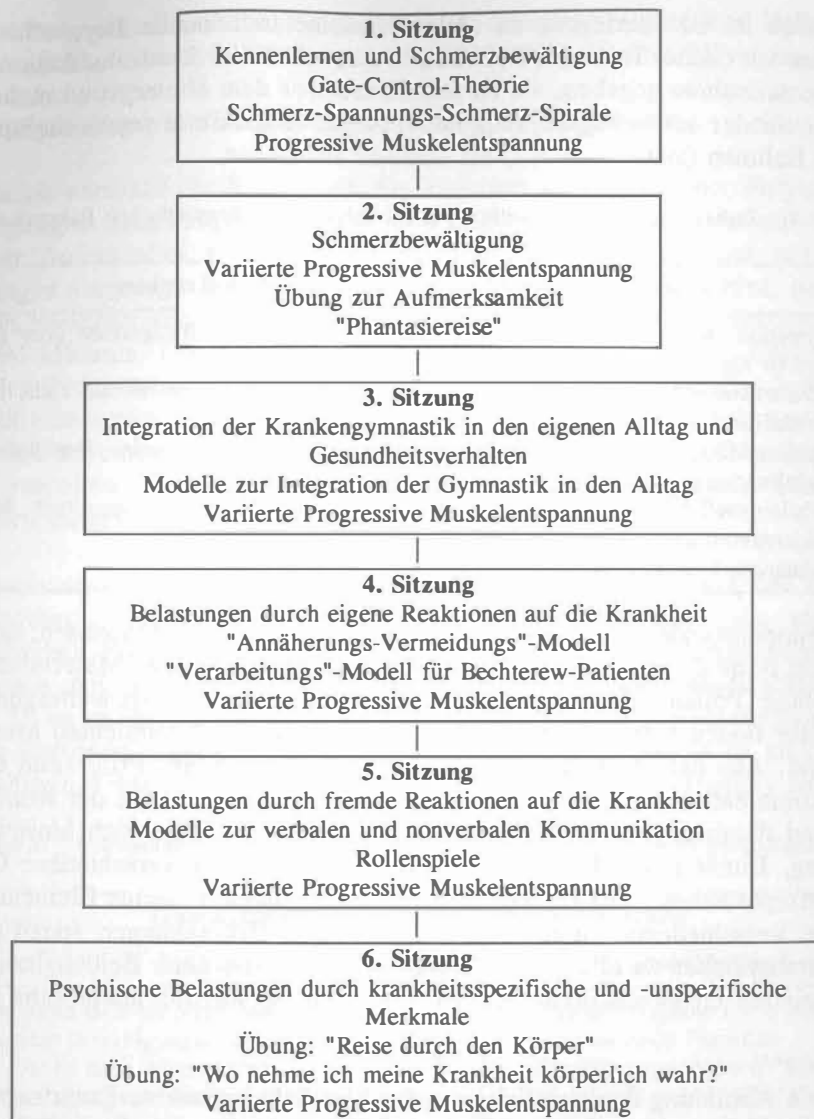 1. Sitzung
Kennenlernen und Schmerzbewältigung
Gate-Control-Theorie
Schmerz-Spannungs-Schmerz-Spirale
Progressive Muskelentspannung
2. Sitzung
Schmerzbewältigung
Variierte Progressive Muskelentspannung
Übung zur Aufmerksamkeit
"Phantasiereise"
3. Sitzung
Integration der Krankengymnastik in den eigenen Alltag und
Gesundheitsverhalten
Modelle zur Integration der Gymnastik in den Alltag
Variierte Progressive Muskelentspannung
4. Sitzung
Belastungen durch eigene Reaktionen auf die Krankheit
"Annäherungs-Vermeidungs"-Modell
"Verarbeitungs"-Modell für Bechterew-Patienten
Variierte Progressive Muskelentspannung
5. Sitzung
Belastungen durch fremde Reaktionen auf die Krankheit
Modelle zur verbalen und nonverbalen Kommunikation
Rollenspiele
Variierte Progressive Muskelentspannung
6. Sitzung
Psychische Belastungen durch krankheitsspezifische und -unspezifische
Merkmale
Übung: "Reise durch den Körper"
Übung: "Wo nehme ich meine Krankheit körperlich wahr?"
Variierte Progressive Muskelentspannung